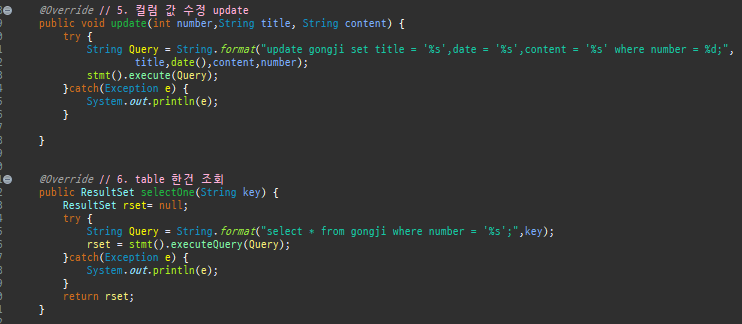 @Override // 5. 컬럼 값 수정 update
public void update(int number,String title, String content) {
try {
String Query = String.format("update gongji set title = '%s',date = '%s',content = '%s' where number = %d;",
title,date(),content,number);
stmt().execute(Query);
}catch(Exception e) {
System.out.println(e);
}
}
@Override // 6. table 한건 조회
public ResultSet selectOne(String key) {
ResultSet rset= null;
try {
String Query = String.format("select * from gongji where number = '%s';",key);
rset = stmt().executeQuery(Query);
}catch(Exception e) {
System.out.println(e);
}
return rset;
}